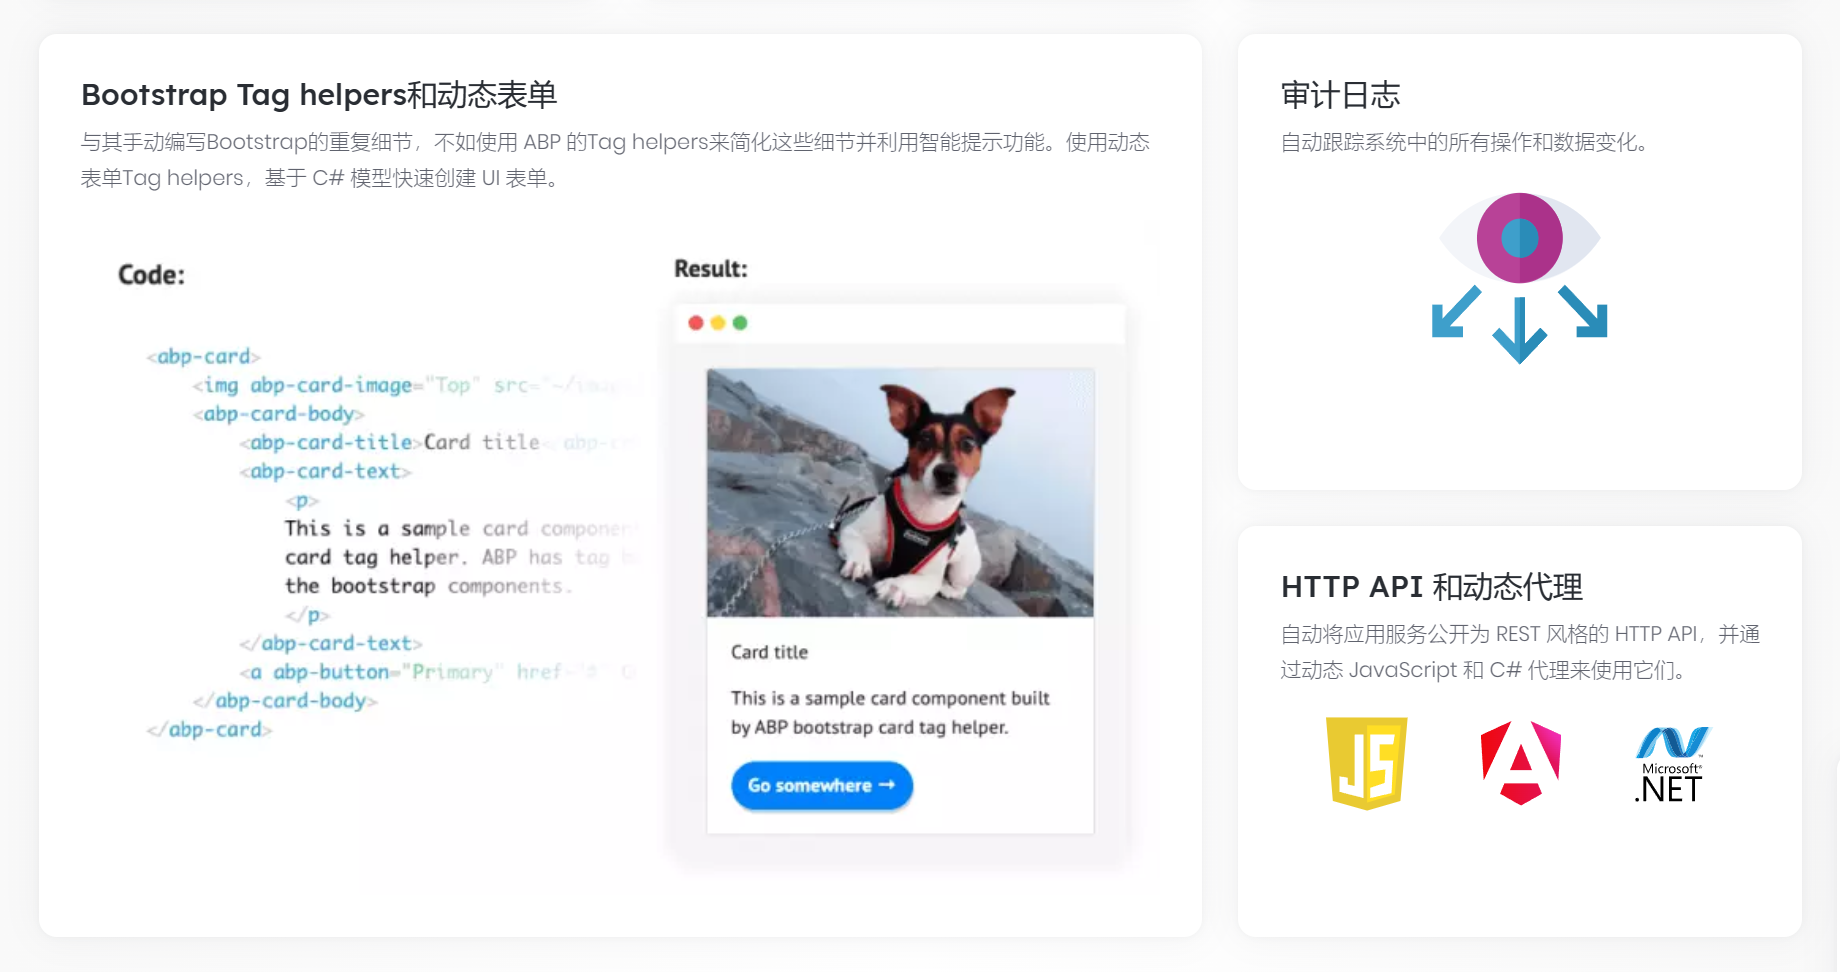 Bootstrap Tag helpers和动态表单
与其手动编写Bootstrap的重复细节，不如使用 ABP 的Tag helpers来简化这些细节并利用智能提示功能。使用动态
表单Tag helpers，基于 C# 模型快速创建 UI 表单。
Code:
<abp-card>
<img abp-card-image="Top" src="~/
<abp-card-body>
<abp-card-title>Card title
<abp-card-text>
<p>
This is a sample card component
card tag helper. ABP has tag
the bootstrap components.
</p>
</abp-card-text>
<a abp-button="Primary" href=
</abp-card-body>
</abp-card>
Result:
Card title
This is a sample card component built
by ABP bootstrap card tag helper.
Go somewhere →
审计日志
自动跟踪系统中的所有操作和数据变化。
HTTP API 和动态代理
自动将应用服务公开为 REST 风格的 HTTP API，并通
过动态 JavaScript 和 C# 代理来使用它们。
JS
Microsoft®
.NET